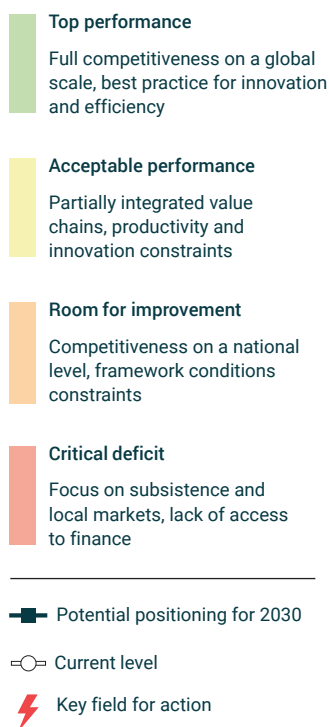 Top performance
Full competitiveness on a global
scale, best practice for innovation
and efficiency
Acceptable performance
Partially integrated value
chains, productivity and
innovation constraints
Room for improvement
Competitiveness on a national
level, framework conditions
constraints
Critical deficit
Focus on subsistence and
local markets, lack of access
to finance
Potential positioning for 2030
Current level
Key field for action